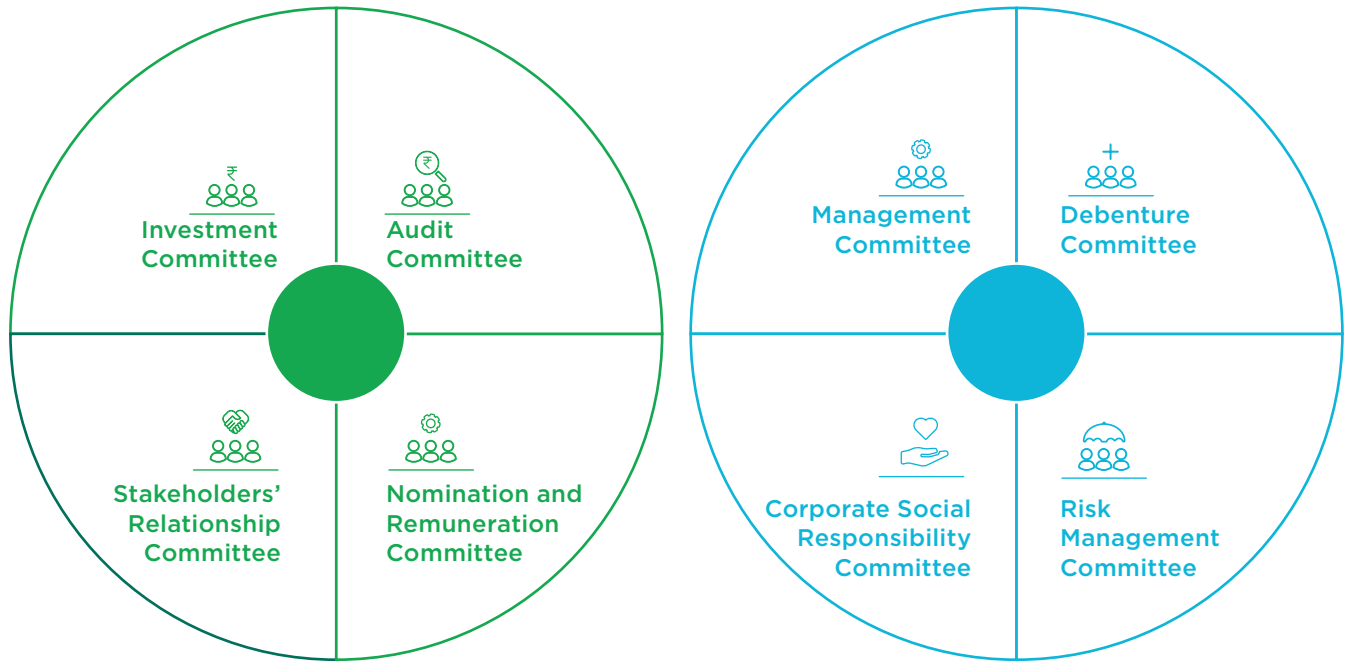 ₹
Investment
Committee
₹
Audit
Committee
Management
Committee
Debenture
Committee
Stakeholders’
Relationship
Committee
Nomination and
Remuneration
Committee
Corporate Social
Responsibility
Committee
Risk
Management
Committee